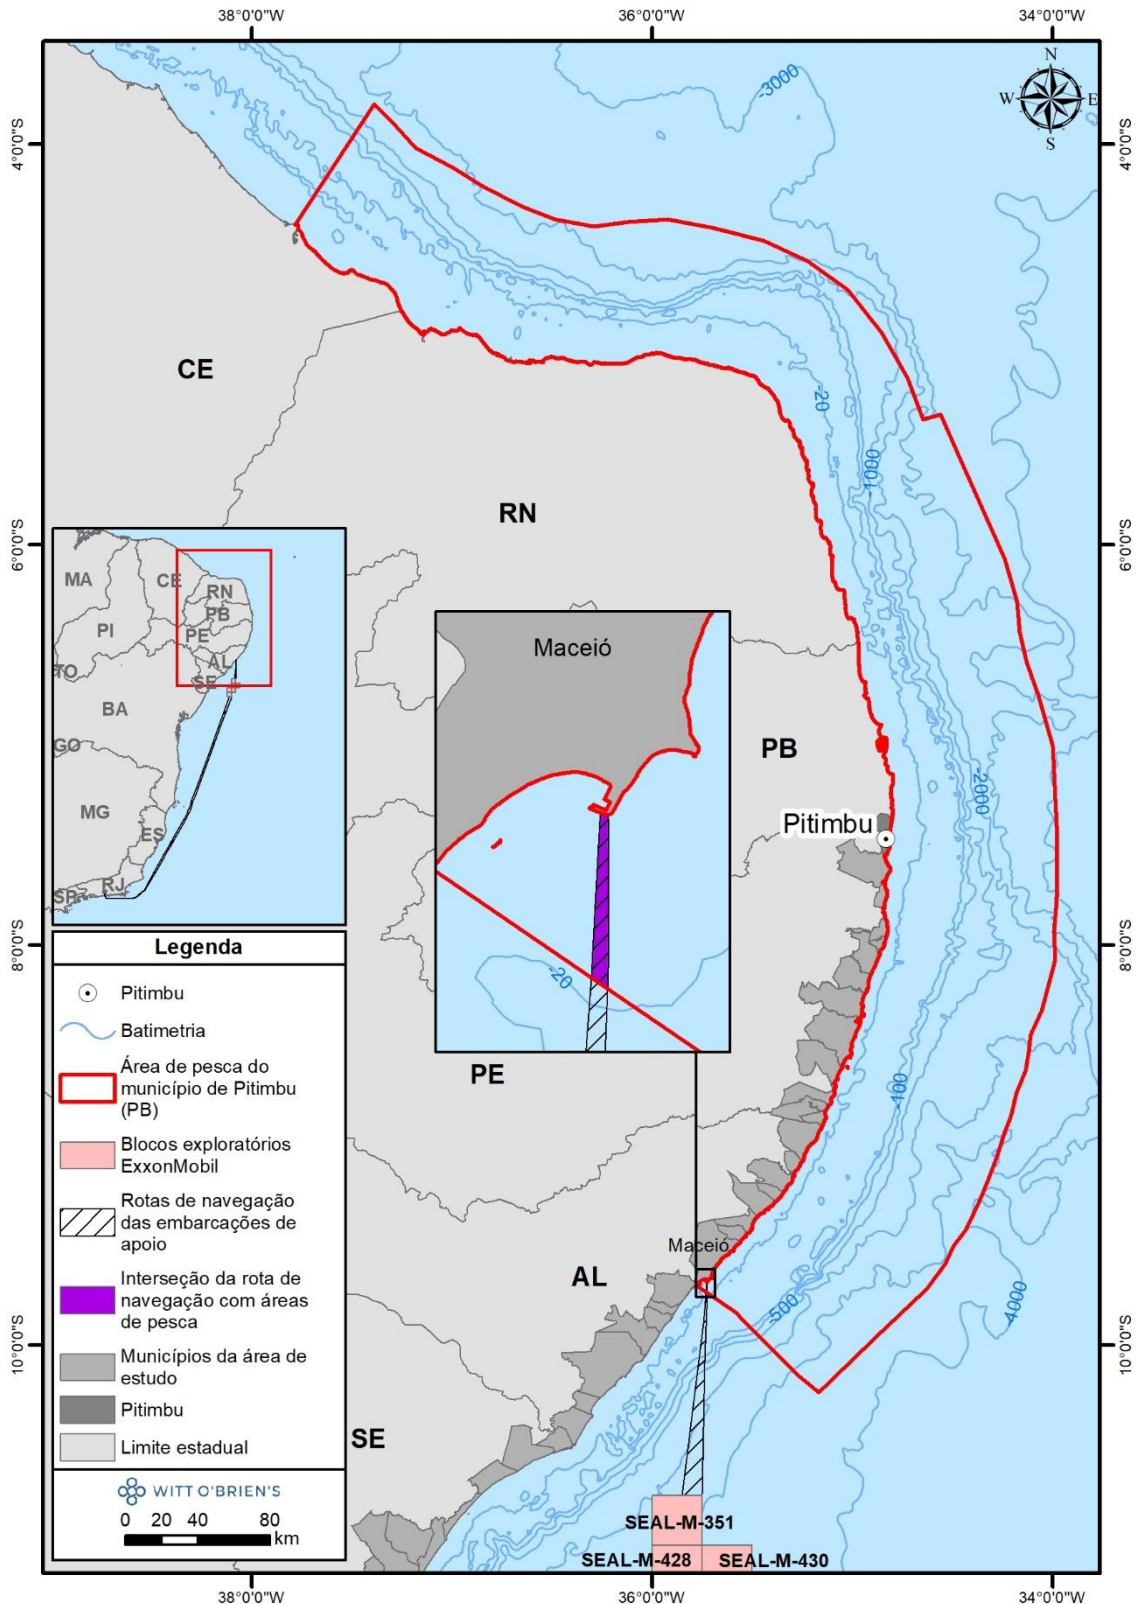 38°0'0"W
36°0'0"W
34°0'0"W
N
W
E
S
-3000
4°0'0"S
4°0'0"S
CE
-20
-1000
RN
6°0'0"S
6°0'0"S
MA
CE
RN
PB
PI
PE
AL
TO
SE
BA
GO
MG
ES
RJ
SP
Maceió
-20
PB
-2000
Pitimbu
8°0'0"S
8°0'0"S
PE
-100
Legenda
Pitimbu
Batimetria
Área de pesca do
município de Pitimbu
(PB)
Blocos exploratórios
ExxonMobil
Rotas de navegação
das embarcações de
apoio
Interseção da rota de
navegação com áreas
de pesca
Municípios da área de
estudo
Pitimbu
Limite estadual
WITT O'BRIEN'S
0 20 40 80
km
Maceió
AL
-500
-4000
10°0'0"S
10°0'0"S
SE
SEAL-M-351
SEAL-M-428
SEAL-M-430
38°0'0"W
36°0'0"W
34°0'0"W